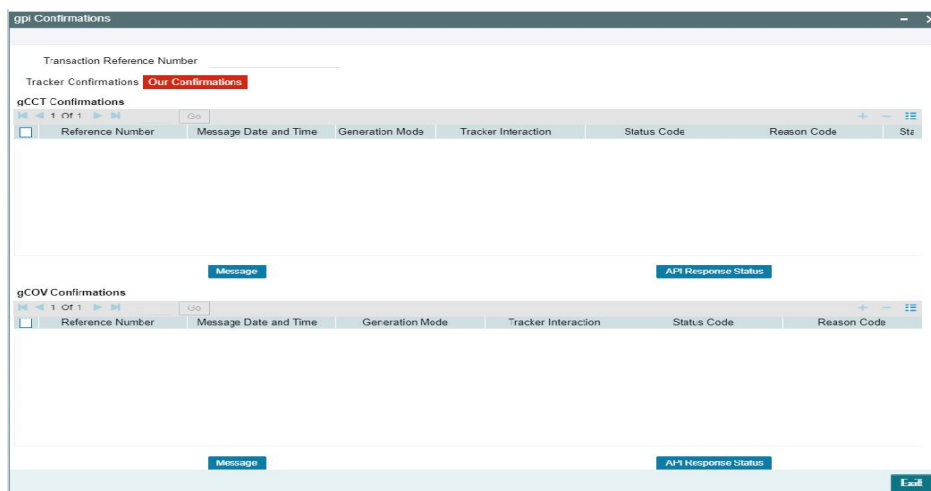 gpi Confirmations
Transaction Reference Number
Tracker Confirmations Our Confirmations
gCCT Confirmations
1 Of 1 Go
Reference Number Message Date and Time Generation Mode Tracker Interaction Status Code Reason Code Sta
Message API Response Status
gCOV Confirmations
1 Of 1 Go
Reference Number Message Date and Time Generation Mode Tracker Interaction Status Code Reason Code
Message API Response Status
Exit